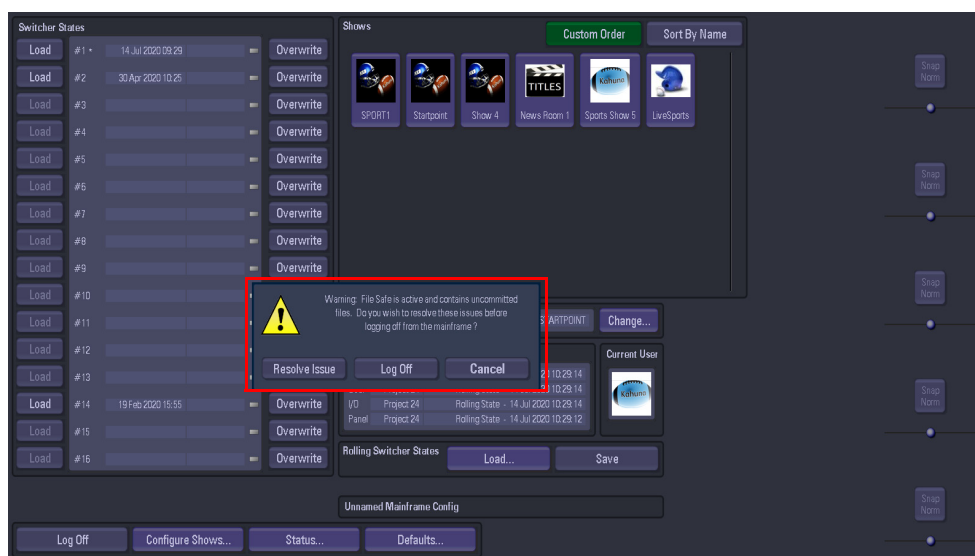 Switcher States
Load #1 • 14 Jul 2020 09:29 Overwrite
Load #2 30 Apr 2020 10:25 Overwrite
Load #3 Overwrite
Load #4 Overwrite
Load #5 Overwrite
Load #6 Overwrite
Load #7 Overwrite
Load #8 Overwrite
Load #9 Overwrite
Load #10
Load #11
Load #12
Load #13
Load #14 19 Feb 2020 15:55 Overwrite
Load #15 Overwrite
Load #16 Overwrite
Shows
Custom Order Sort By Name
TITLES
Kahuna
SPORT1 Startpoint Show 4 News Room 1 Sports Show 5 LiveSports
Warning: File Safe is active and contains uncommitted
files. Do you wish to resolve these issues before
logging off from the mainframe ?
Resolve Issue Log Off Cancel
STARTPOINT Change...
Current User
Kahuna
10:29:14
I/O Project 24 Rolling State - 14 Jul 2020 10:29:14
Panel Project 24 Rolling State - 14 Jul 2020 10:29:12
Rolling Switcher States Load... Save
Unnamed Mainframe Config
Log Off Configure Shows... Status... Defaults...
Snap
Norm
Snap
Norm
Snap
Norm
Snap
Norm
Snap
Norm